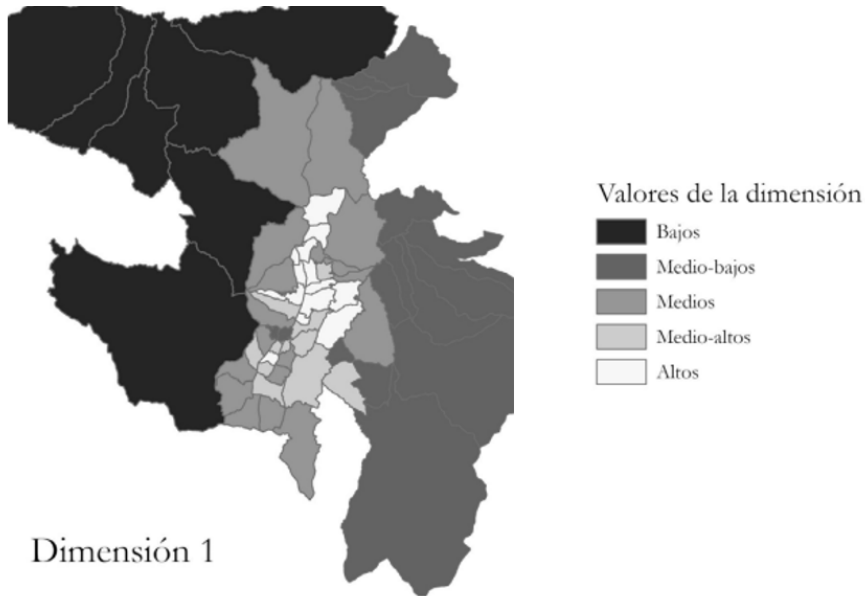 Valores de la dimensión
Bajos
Medio-bajos
Medios
Medio-altos
Altos
Dimensión 1